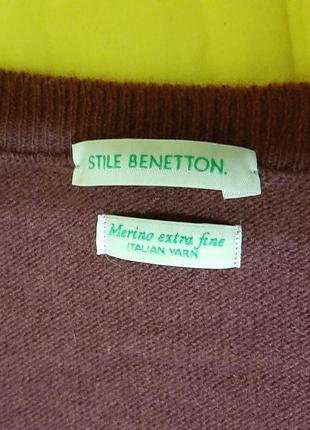 STILE BENETTON.
Merino extra fine
ITALIAN YARN